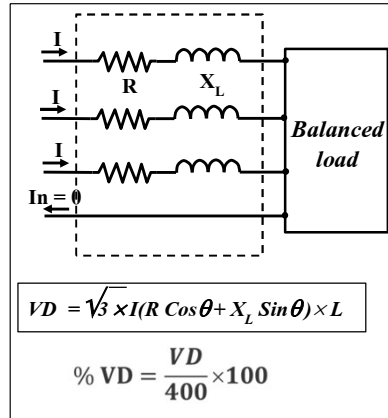 I
R X_L
I
Balanced
load
I
In = 0
VD = √3 × I(R Cosθ + X_L Sinθ) × L
% VD = VD/400 × 100